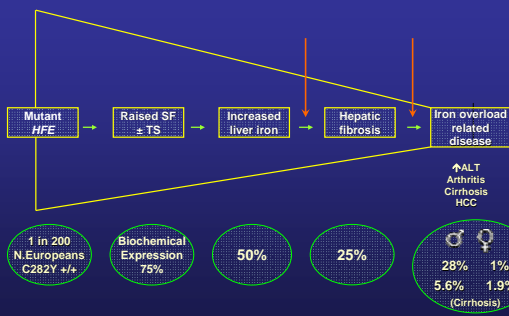 Mutant
HFE
Raised SF
± TS
Increased
liver iron
Hepatic
fibrosis
Iron overload
related
disease
↑ALT
Arthritis
Cirrhosis
HCC
1 in 200
N.Europeans
C282Y +/+
Biochemical
Expression
75%
50%
25%
♂ ♀
28% 1%
5.6% 1.9%
(Cirrhosis)